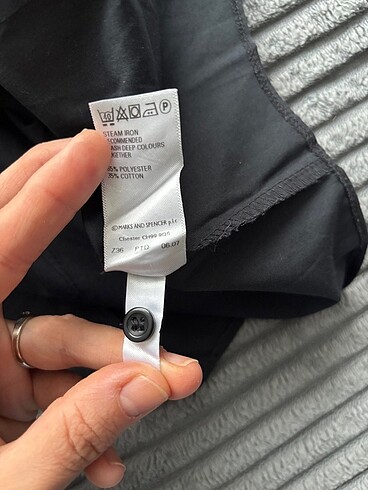 40 P
STEAM IRON
RECOMMENDED
WASH DEEP COLOURS
TOGETHER
65% POLYESTER
35% COTTON
©MARKS AND SPENCER p.l.c
Chester CH99 9QS
06.07